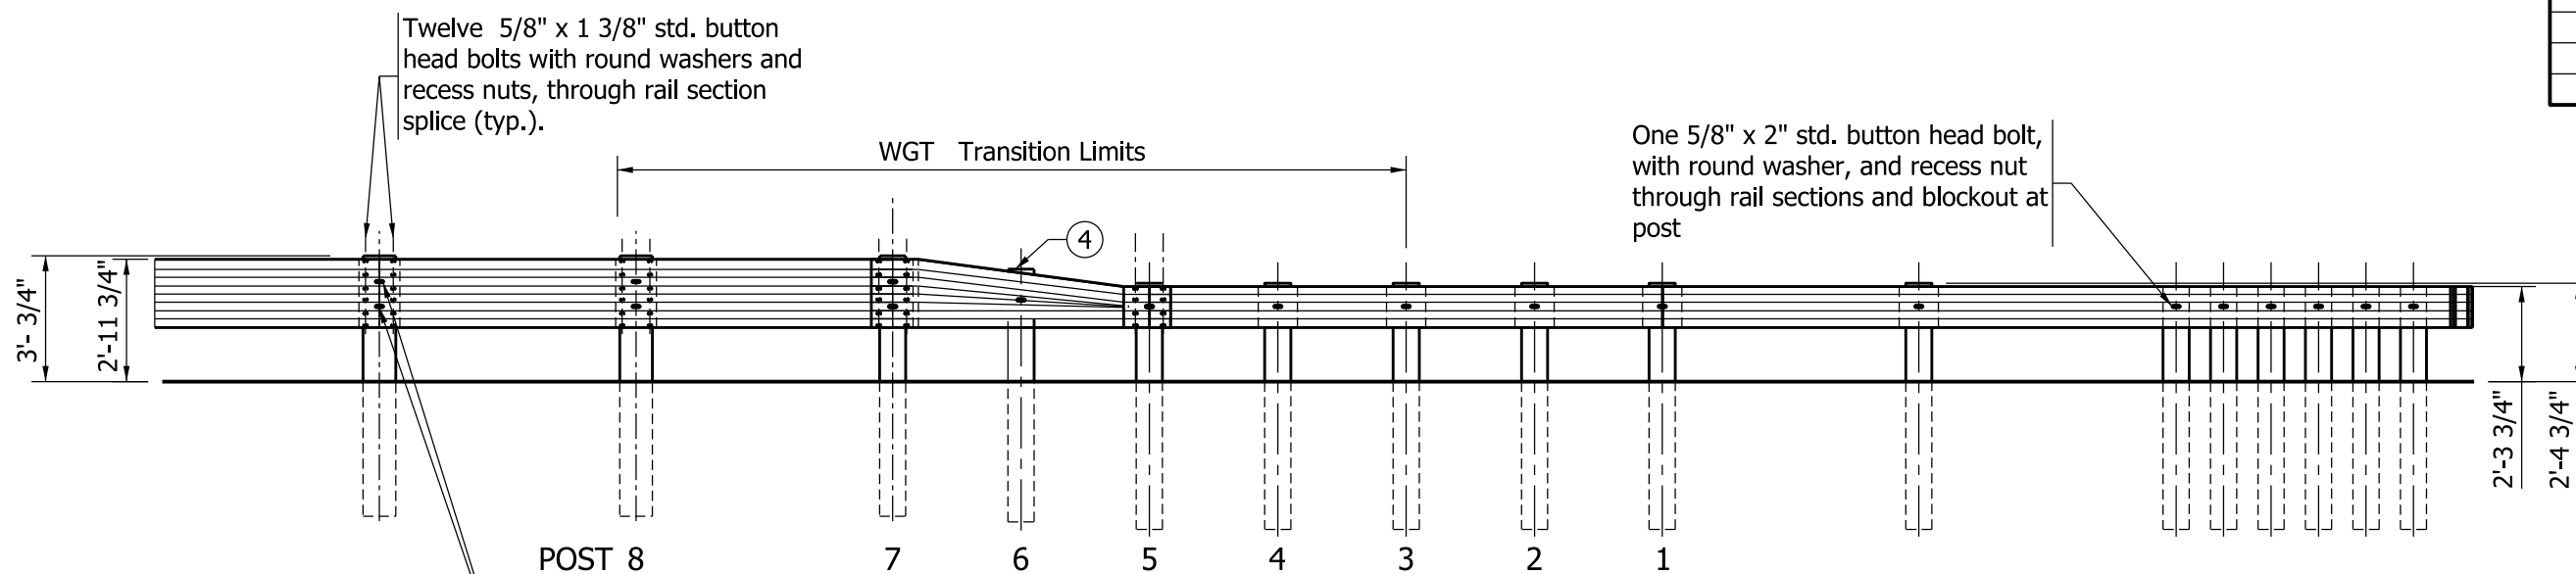 Twelve 5/8" x 1 3/8" std. button
head bolts with round washers and
recess nuts, through rail section
splice (typ.).
WGT Transition Limits
One 5/8" x 2" std. button head bolt,
with round washer, and recess nut
through rail sections and blockout at
post
4
3'- 3/4"
2'-11 3/4"
2'-3 3/4"
2'-4 3/4"
POST 8 7 6 5 4 3 2 1